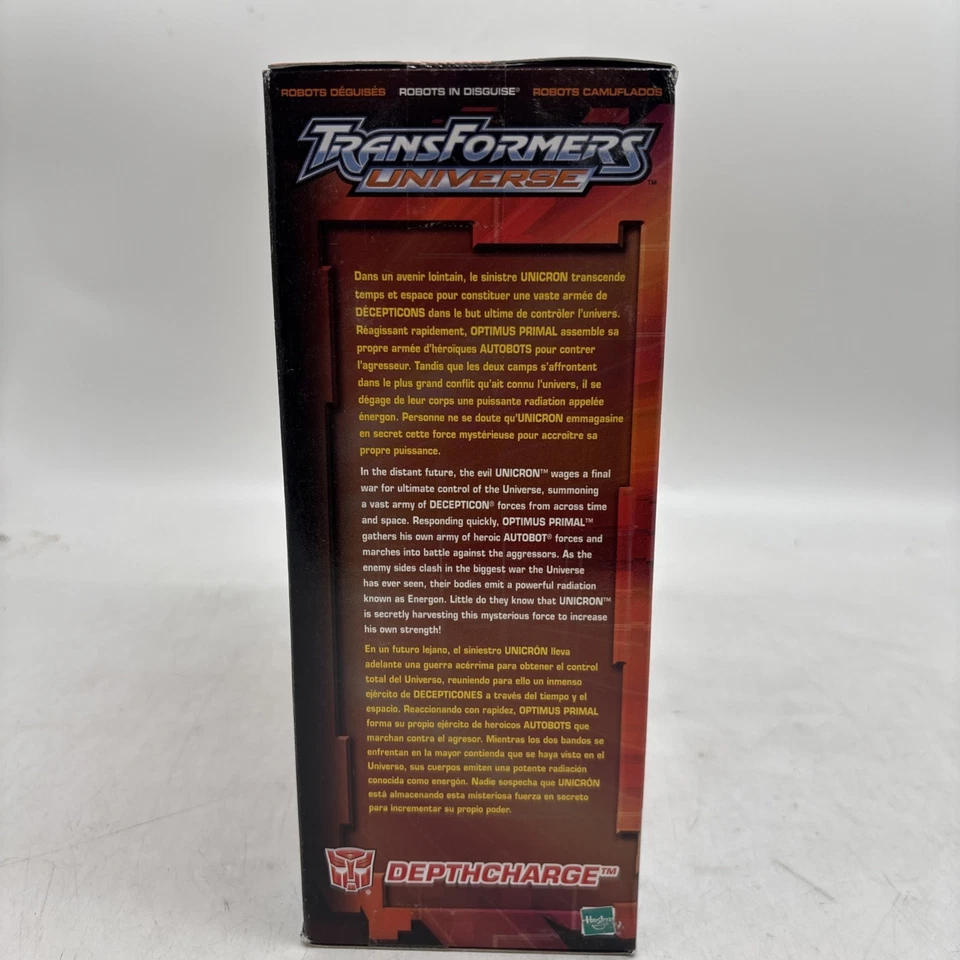 ROBOTS DÉGUISÉS ROBOTS IN DISGUISE® ROBOTS CAMUFLADOS
TRANSFORMERS
UNIVERSE™
Dans un avenir lointain, le sinistre UNICRON transcende
temps et espace pour constituer une vaste armée de
DÉCEPTICONS dans le but ultime de contrôler l'univers.
Réagissant rapidement, OPTIMUS PRIMAL assemble sa
propre armée d'héroïques AUTOBOTS pour contrer
l'agresseur. Tandis que les deux camps s'affrontent
dans le plus grand conflit qu'ait connu l'univers, il se
dégage de leur corps une puissante radiation appelée
énergon. Personne ne se doute qu'UNICRON emmagasine
en secret cette force mystérieuse pour accroître sa
propre puissance.
In the distant future, the evil UNICRON™ wages a final
war for ultimate control of the Universe, summoning
a vast army of DECEPTICON® forces from across time
and space. Responding quickly, OPTIMUS PRIMAL™
gathers his own army of heroic AUTOBOT® forces and
marches into battle against the aggressors. As the
enemy sides clash in the biggest war the Universe
has ever seen, their bodies emit a powerful radiation
known as Energon. Little do they know that UNICRON™
is secretly harvesting this mysterious force to increase
his own strength!
En un futuro lejano, el siniestro UNICRÓN lleva
adelante una guerra acérrima para obtener el control
total del Universo, reuniendo para ello un inmenso
ejército de DECEPTICONES a través del tiempo y el
espacio. Reaccionando con rapidez, OPTIMUS PRIMAL
forma su propio ejército de heroicos AUTOBOTS que
marchan contra el agresor. Mientras los dos bandos se
enfrentan en la mayor contienda que se haya visto en el
Universo, sus cuerpos emiten una potente radiación
conocida como energón. Nadie sospecha que UNICRÓN
está almacenando esta misteriosa fuerza en secreto
para incrementar su propio poder.
® DEPTHCHARGE™
Hasbro